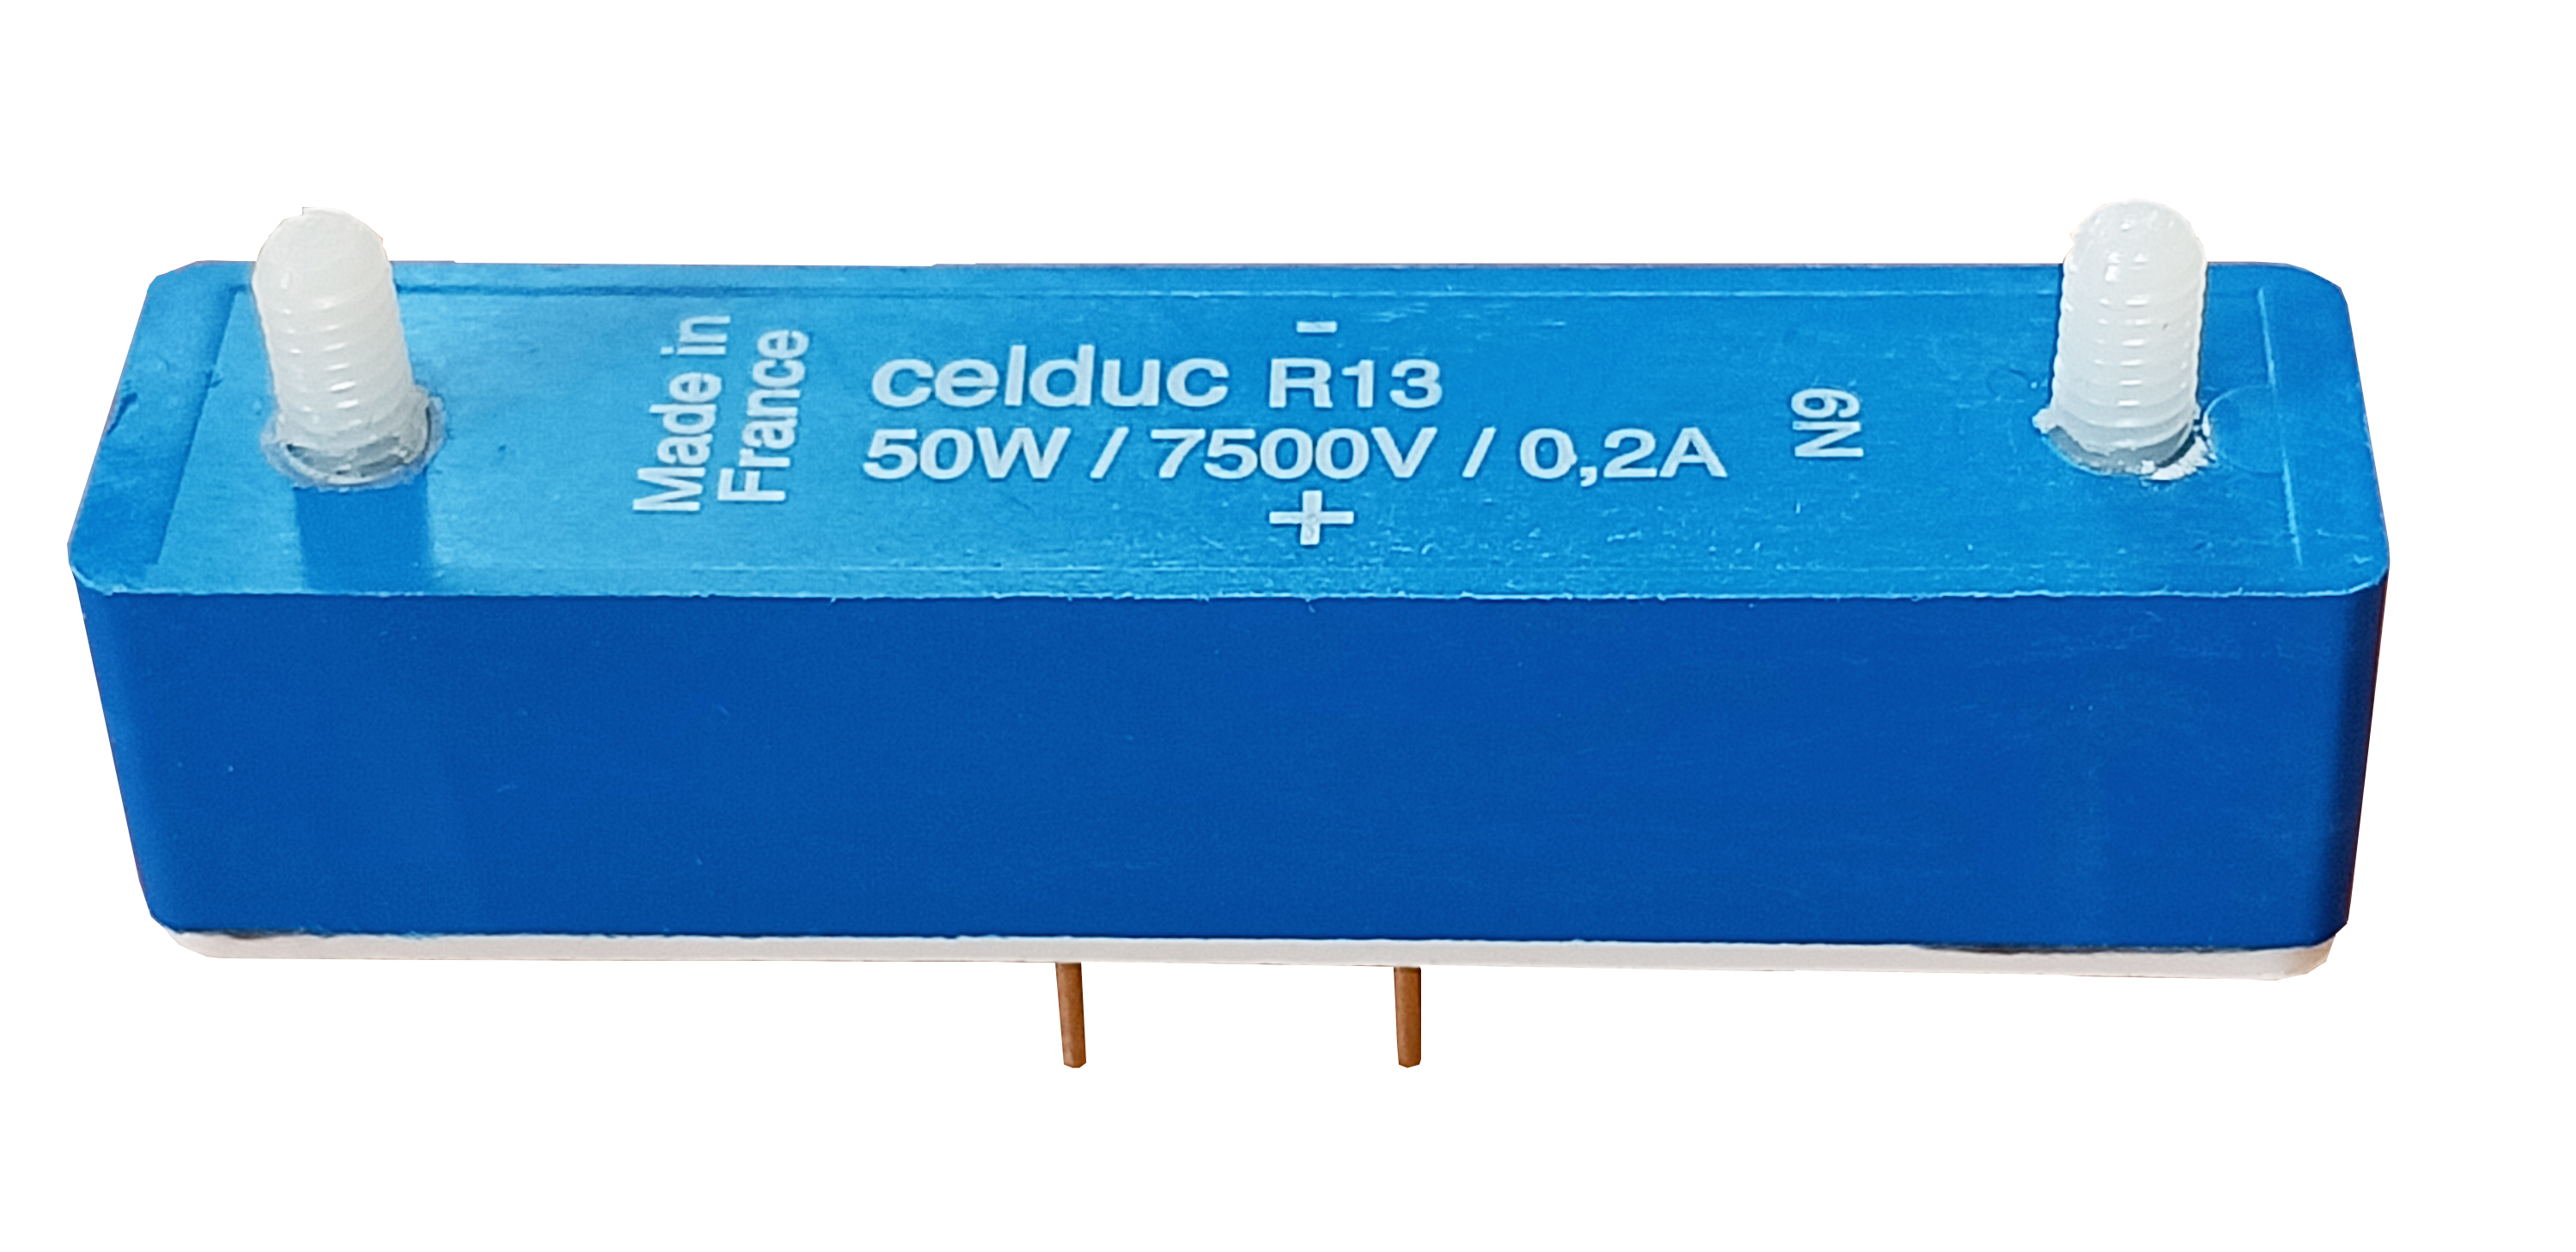 Made in
France
-
celduc R13
50W / 7500V / 0,2A
+
N9